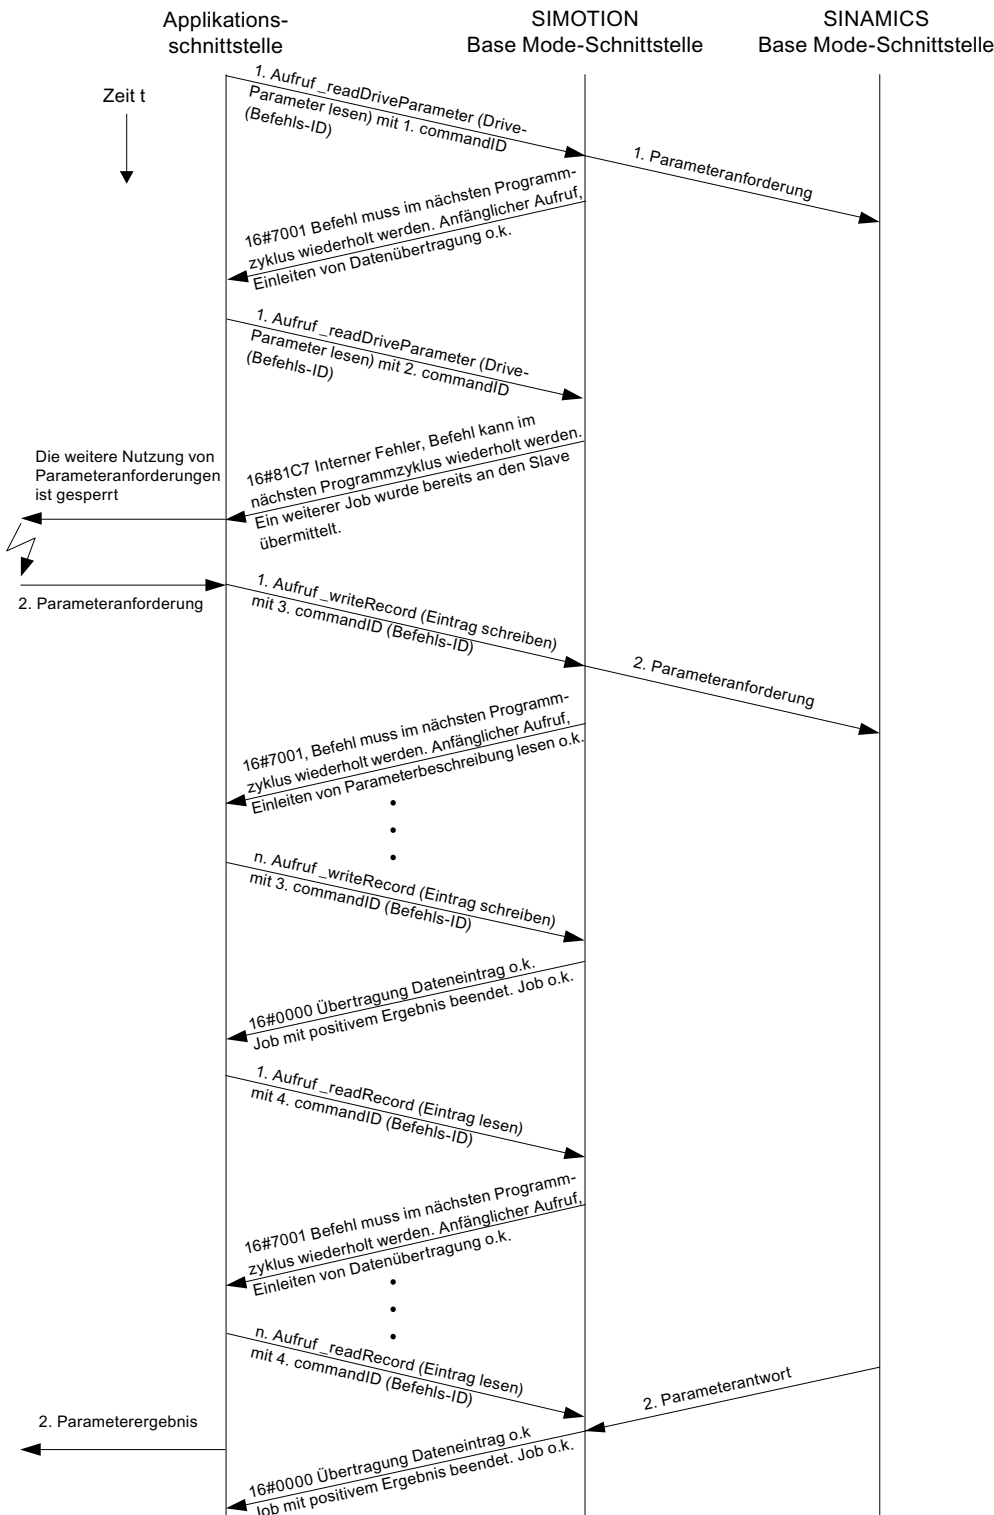 Applikations-
schnittstelle
SIMOTION
Base Mode-Schnittstelle
SINAMICS
Base Mode-Schnittstelle
Zeit t
1. Aufruf _readDriveParameter (Drive-
Parameter lesen) mit 1. commandID
(Befehls-ID)
1. Parameteranforderung
16#7001 Befehl muss im nächsten Programm-
zyklus wiederholt werden. Anfänglicher Aufruf,
Einleiten von Datenübertragung o.k.
1. Aufruf _readDriveParameter (Drive-
Parameter lesen) mit 2. commandID
(Befehls-ID)
16#81C7 Interner Fehler, Befehl kann im
nächsten Programmzyklus wiederholt werden.
Ein weiterer Job wurde bereits an den Slave
übermittelt.
Die weitere Nutzung von
Parameteranforderungen
ist gesperrt
2. Parameteranforderung
1. Aufruf _writeRecord (Eintrag schreiben)
mit 3. commandID (Befehls-ID)
2. Parameteranforderung
16#7001, Befehl muss im nächsten Programm-
zyklus wiederholt werden. Anfänglicher Aufruf,
Einleiten von Parameterbeschreibung lesen o.k.
n. Aufruf _writeRecord (Eintrag schreiben)
mit 3. commandID (Befehls-ID)
16#0000 Übertragung Dateneintrag o.k.
Job mit positivem Ergebnis beendet. Job o.k.
1. Aufruf _readRecord (Eintrag lesen)
mit 4. commandID (Befehls-ID)
16#7001 Befehl muss im nächsten Programm-
zyklus wiederholt werden. Anfänglicher Aufruf,
Einleiten von Datenübertragung o.k.
n. Aufruf _readRecord (Eintrag lesen)
mit 4. commandID (Befehls-ID)
2. Parameterantwort
2. Parameterergebnis
16#0000 Übertragung Dateneintrag o.k
Job mit positivem Ergebnis beendet. Job o.k.